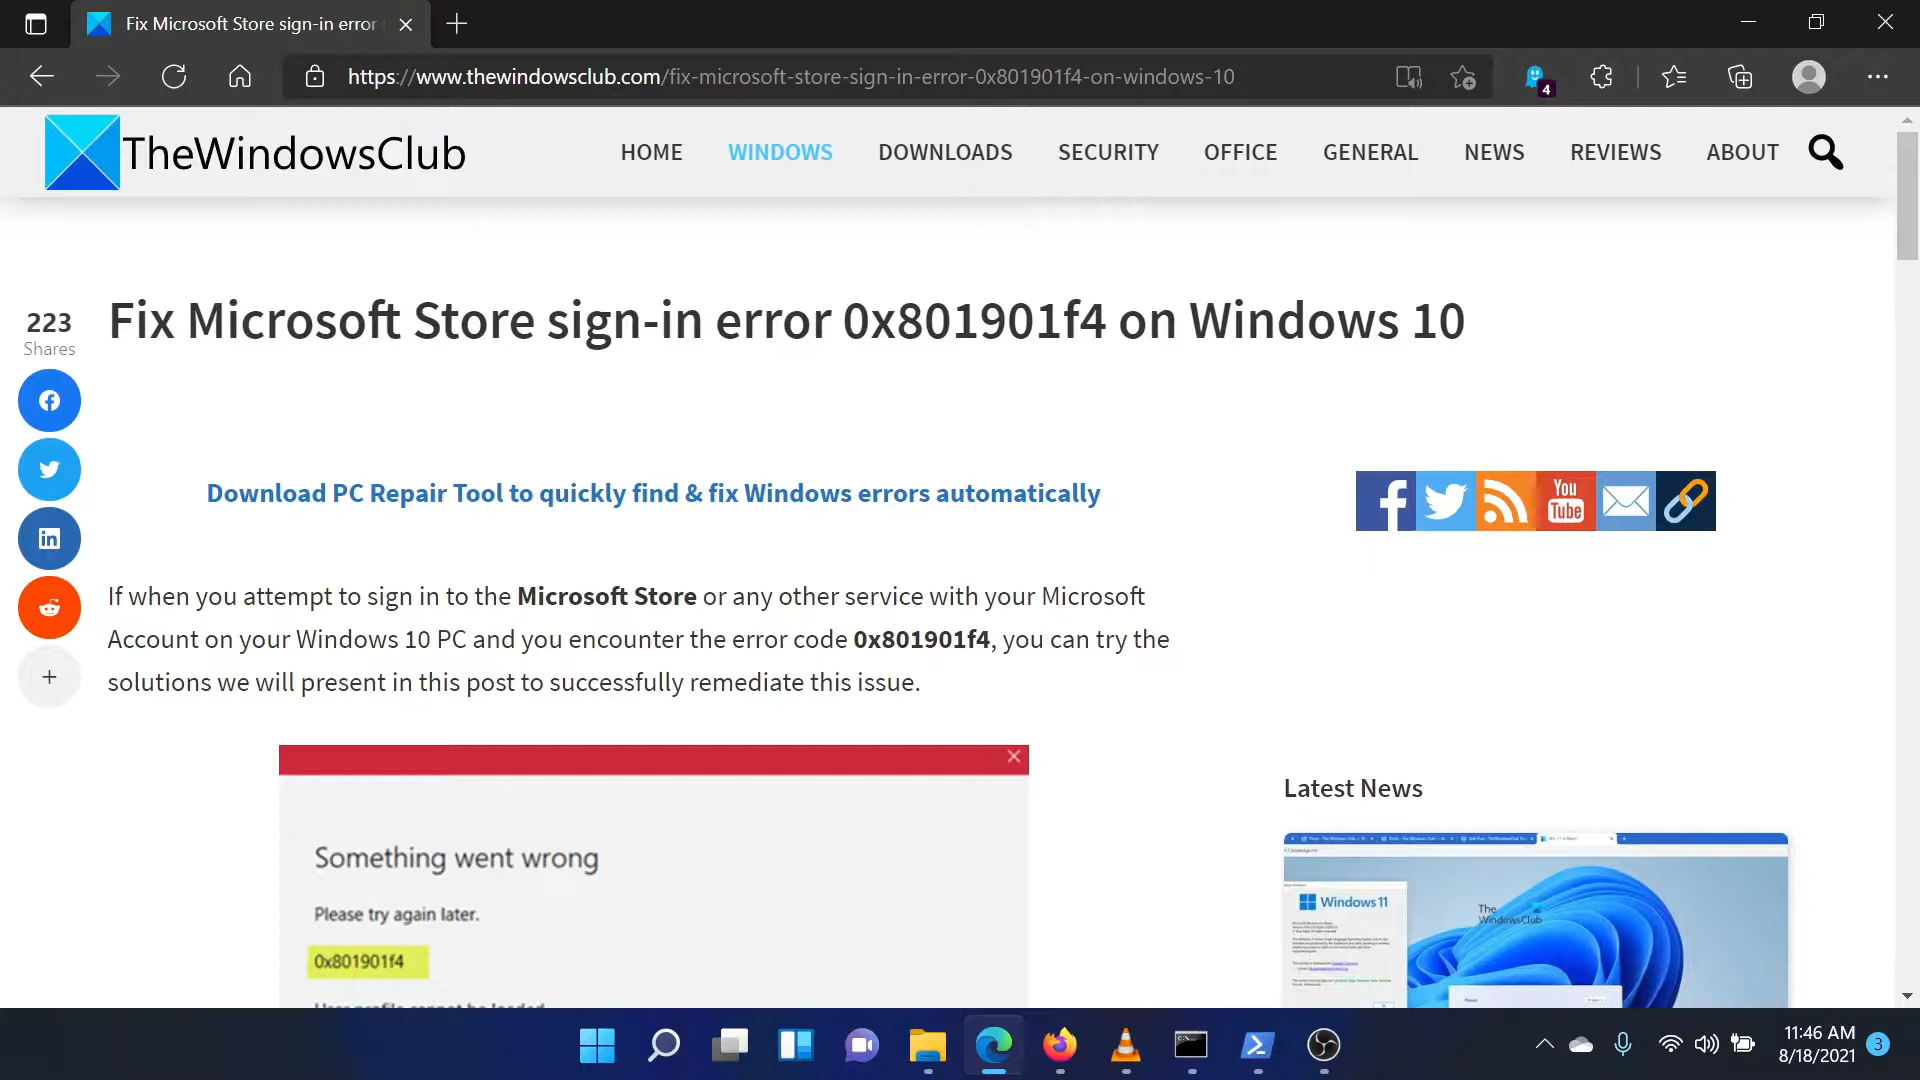 Fix Microsoft Store sign-in error
https://www.thewindowsclub.com/fix-microsoft-store-sign-in-error-0x801901f4-on-windows-10
4
TheWindowsClub
HOME WINDOWS DOWNLOADS SECURITY OFFICE GENERAL NEWS REVIEWS ABOUT
Fix Microsoft Store sign-in error 0x801901f4 on Windows 10
223
Shares
Download PC Repair Tool to quickly find & fix Windows errors automatically
You
Tube
If when you attempt to sign in to the Microsoft Store or any other service with your Microsoft
Account on your Windows 10 PC and you encounter the error code 0x801901f4, you can try the
solutions we will present in this post to successfully remediate this issue.
Something went wrong
Please try again later.
0x801901f4
Latest News
Windows 11
The
WindowsClub
11:46 AM
8/18/2021
3